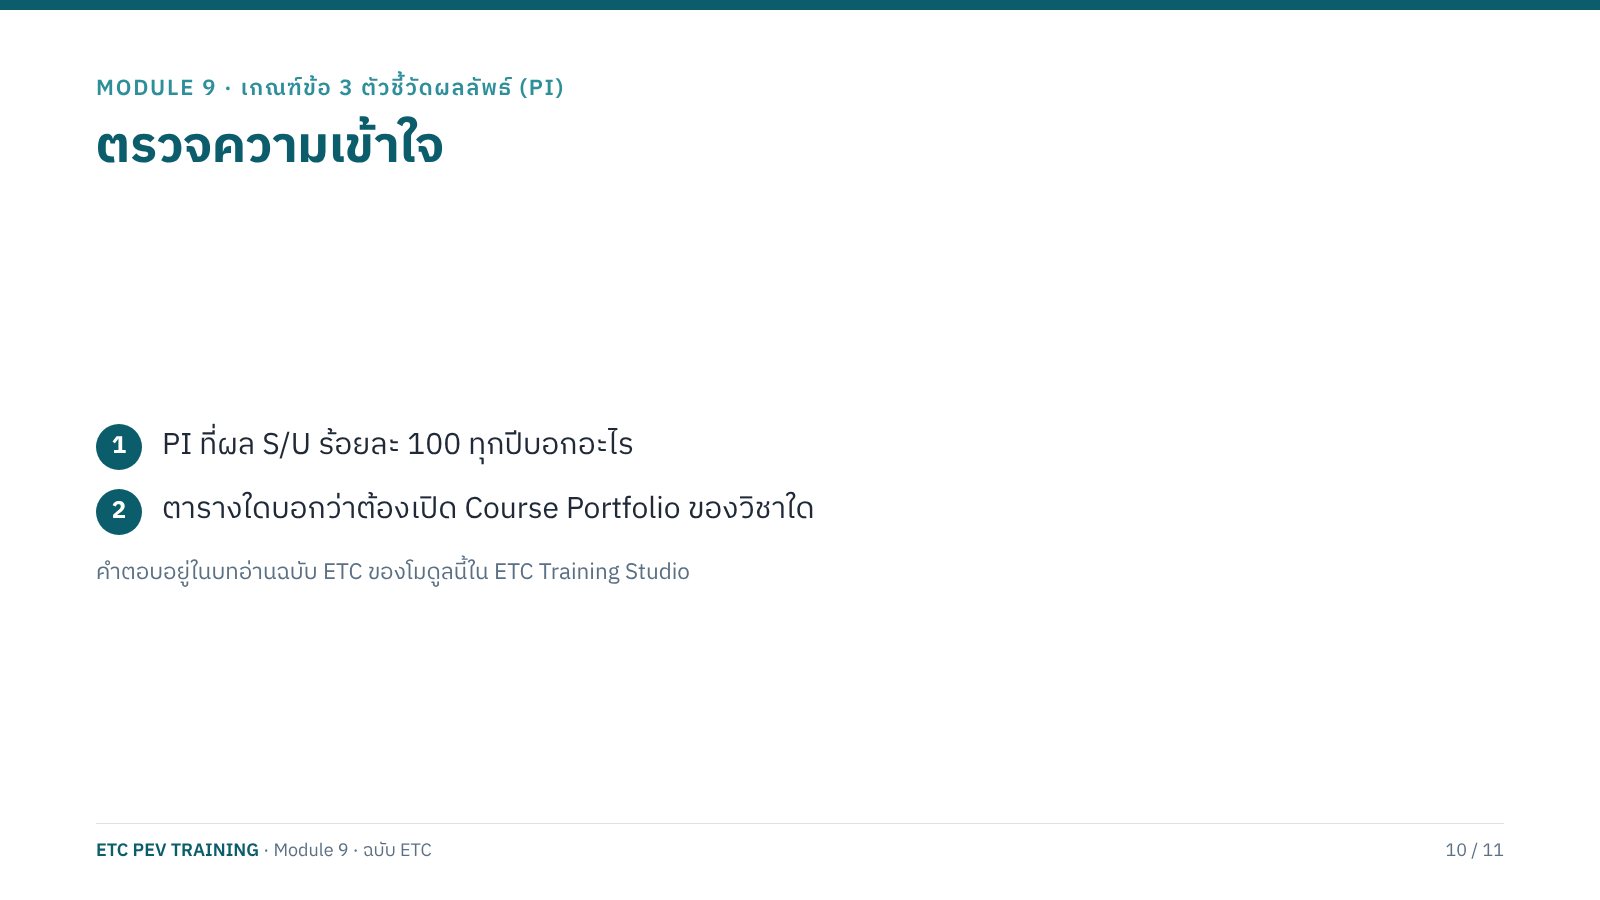 MODULE 9 · เกณฑ์ข้อ 3 ตัวชี้วัดผลลัพธ์ (PI)
ตรวจความเข้าใจ
1 PI ที่ผล S/U ร้อยละ 100 ทุกปีบอกอะไร
2 ตารางใดบอกว่าต้องเปิด Course Portfolio ของวิชาใด
คำตอบอยู่ในบทอ่านฉบับ ETC ของโมดูลนี้ใน ETC Training Studio
ETC PEV TRAINING · Module 9 · ฉบับ ETC
10 / 11